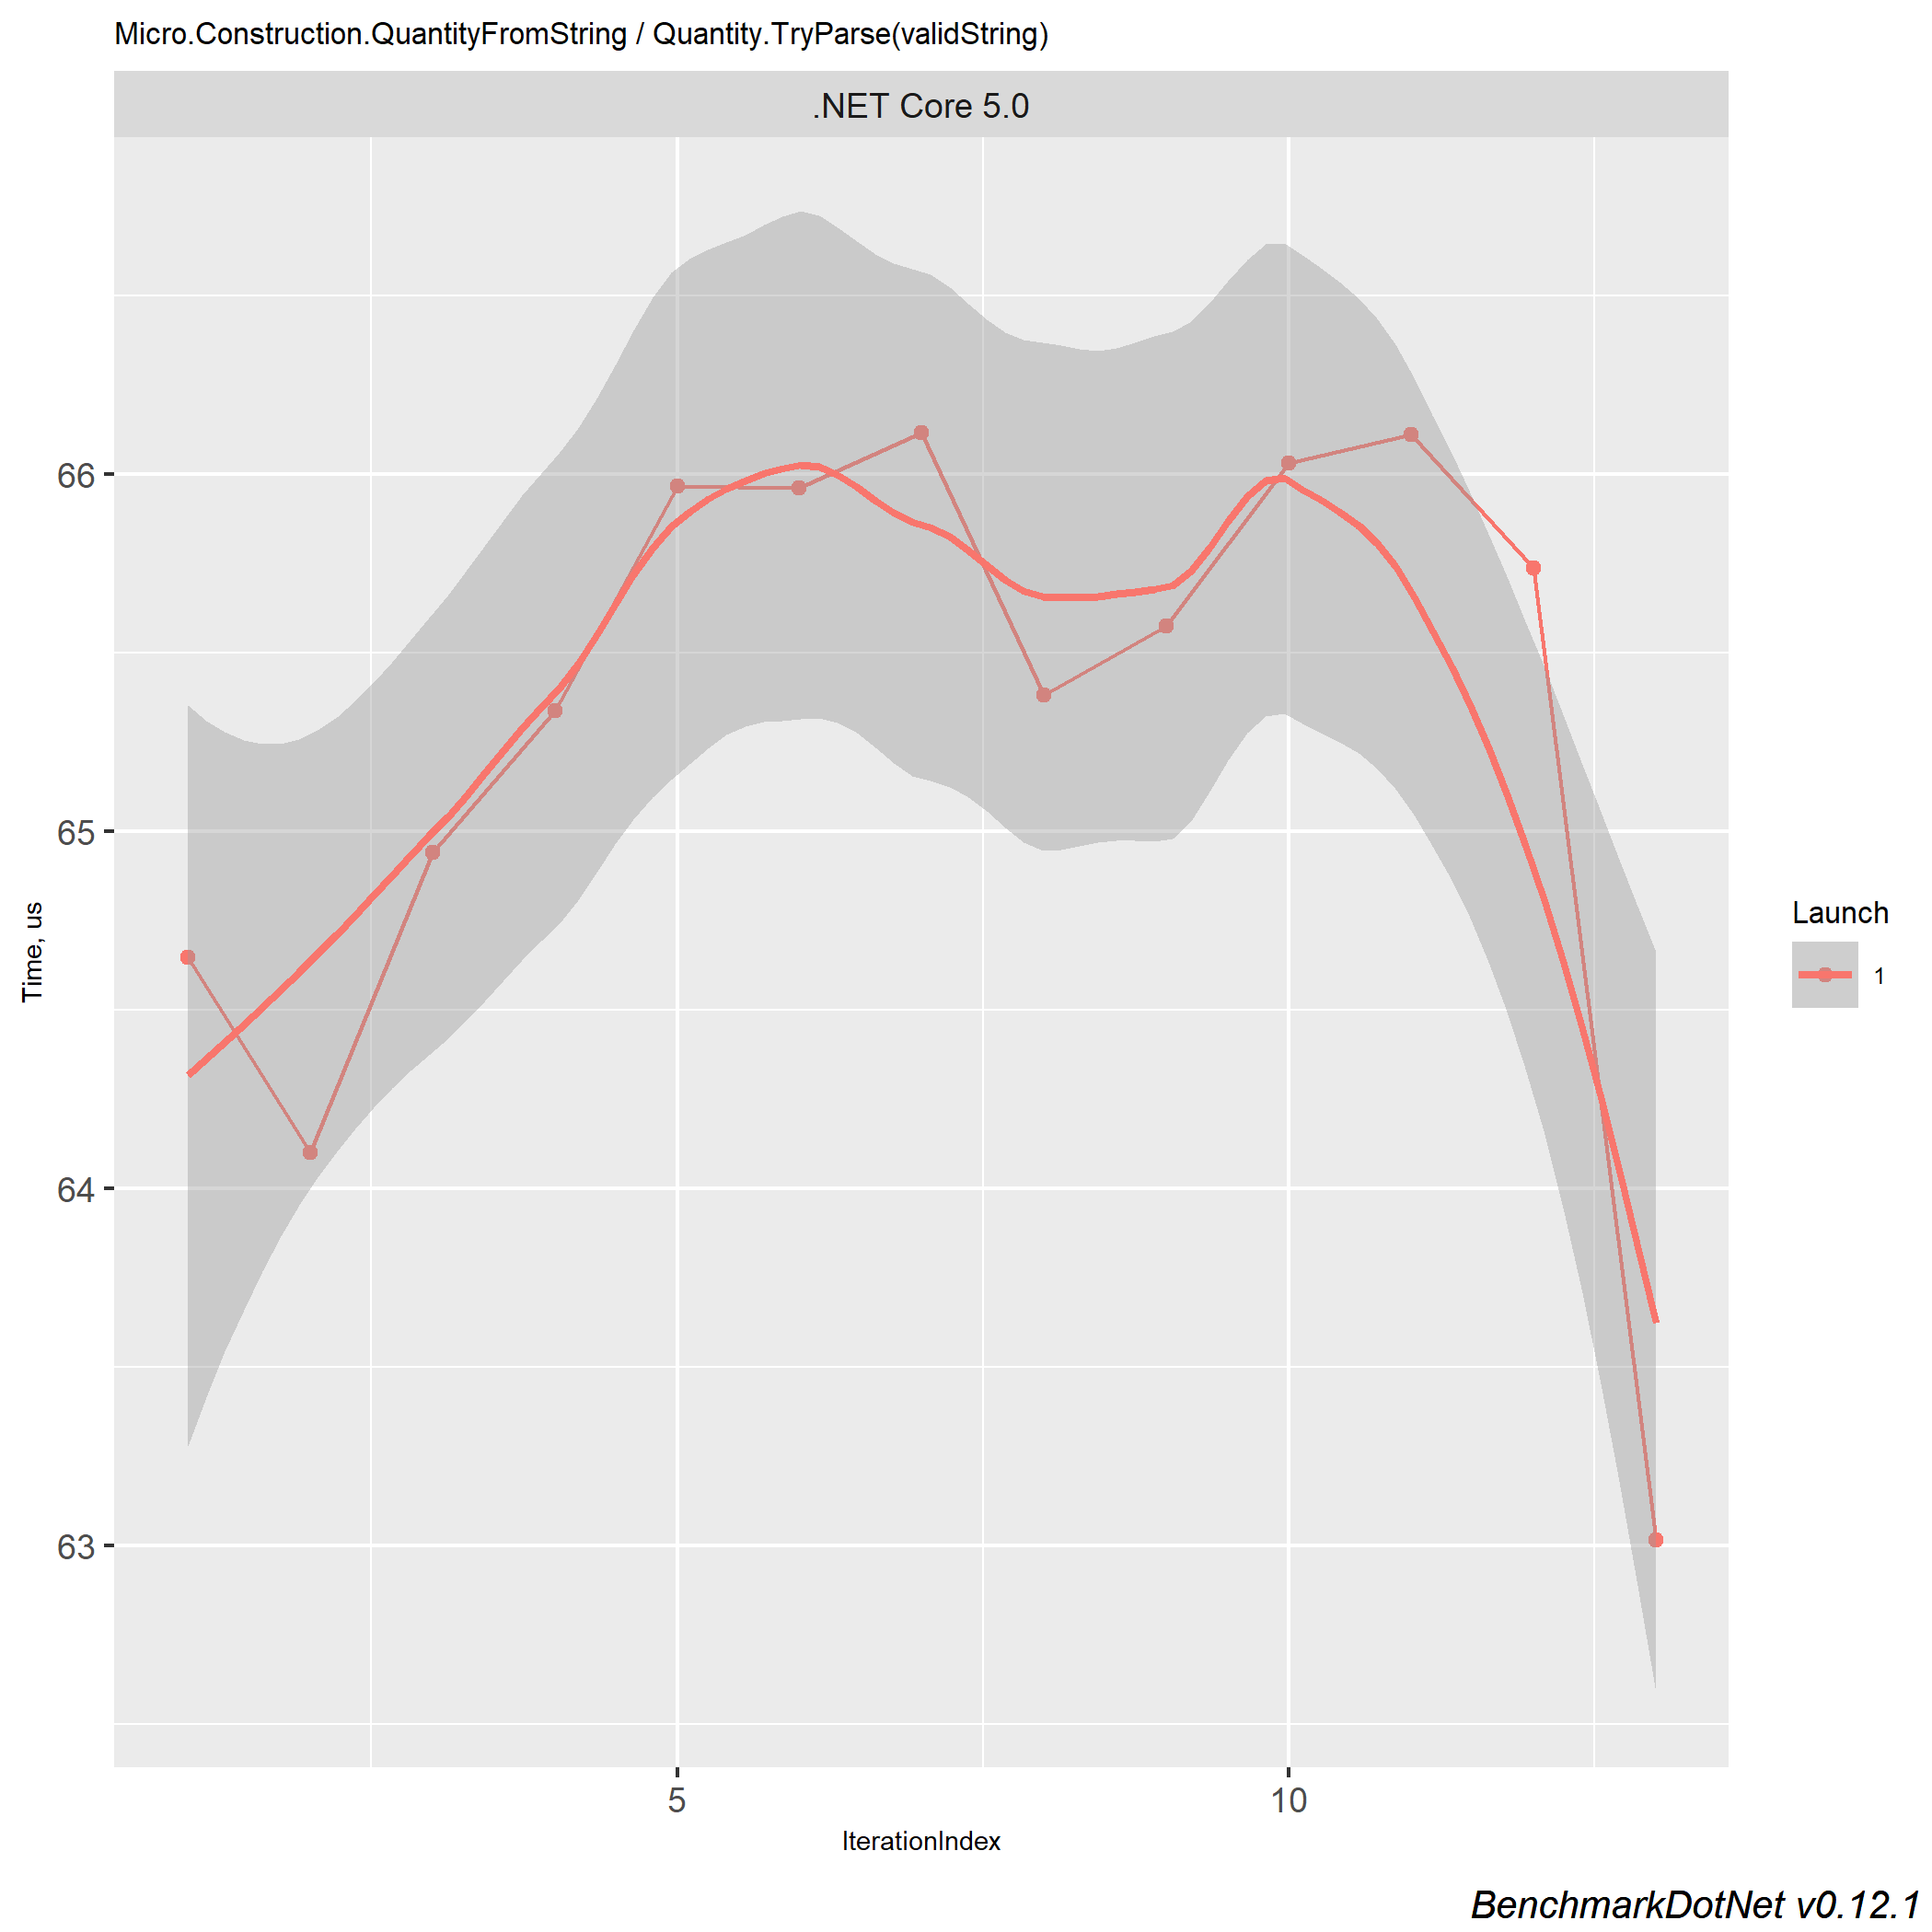 Micro.Construction.QuantityFromString / Quantity.TryParse(validString)
.NET Core 5.0
66
65
64
63
Time, us
5
10
IterationIndex
Launch
1
BenchmarkDotNet v0.12.1